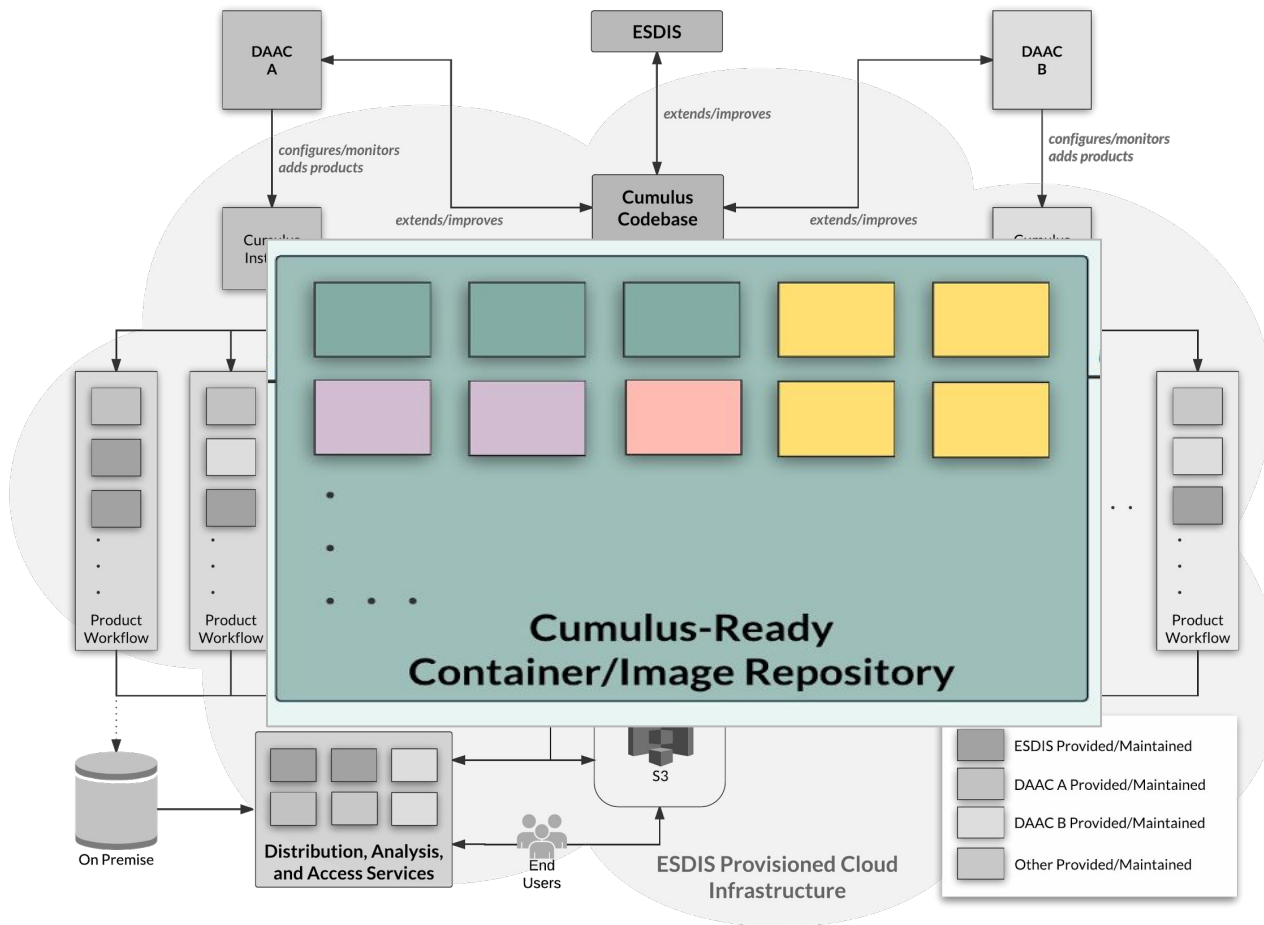 DAAC
A
ESDIS
DAAC
B
extends/improves
configures/monitors
adds products
configures/monitors
adds products
Cumulus
Codebase
extends/improves
extends/improves
Product
Workflow
Product
Workflow
Product
Workflow
Cumulus-Ready
Container/Image Repository
S3
On Premise
Distribution, Analysis,
and Access Services
End
Users
ESDIS Provisioned Cloud
Infrastructure
ESDIS Provided/Maintained
DAAC A Provided/Maintained
DAAC B Provided/Maintained
Other Provided/Maintained